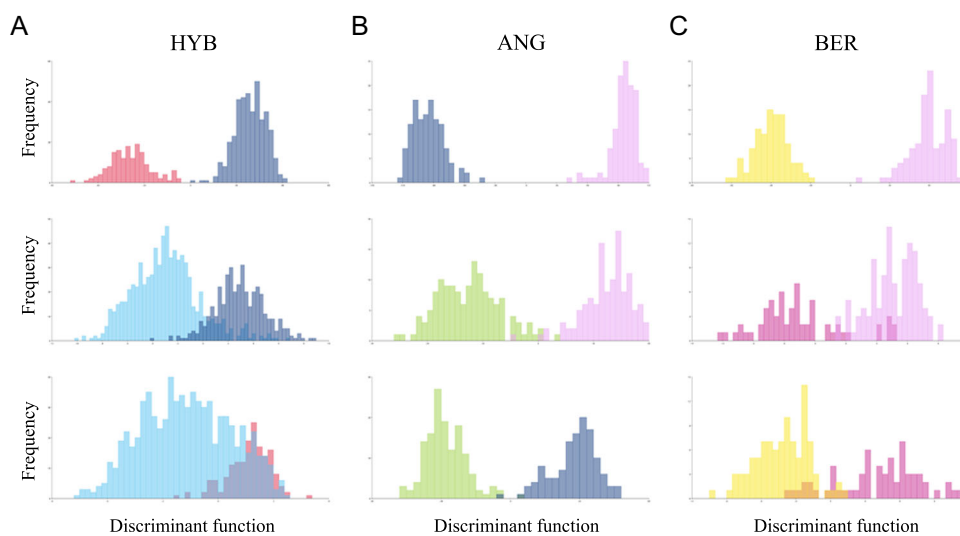 A B C
HYB ANG BER
Frequency
Frequency
Frequency
Discriminant function Discriminant function Discriminant function